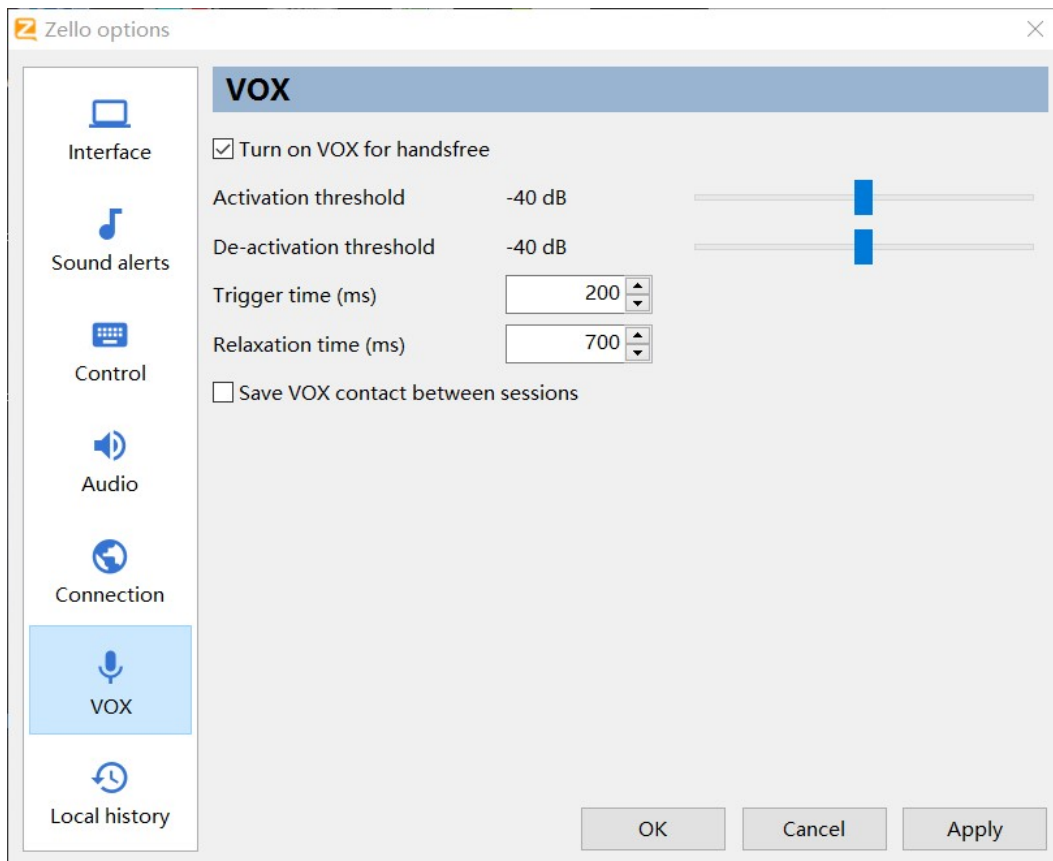 Zello options
Interface
Sound alerts
Control
Audio
Connection
VOX
Local history
VOX
Turn on VOX for handsfree
Activation threshold -40 dB
De-activation threshold -40 dB
Trigger time (ms) 200
Relaxation time (ms) 700
Save VOX contact between sessions
OK Cancel Apply